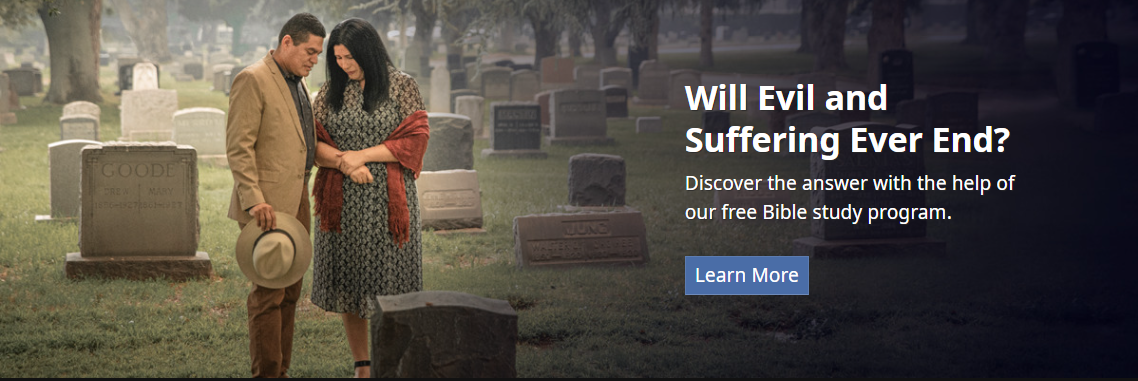 Will Evil and
Suffering Ever End?
Discover the answer with the help of
our free Bible study program.
Learn More
GOODE
JUNG